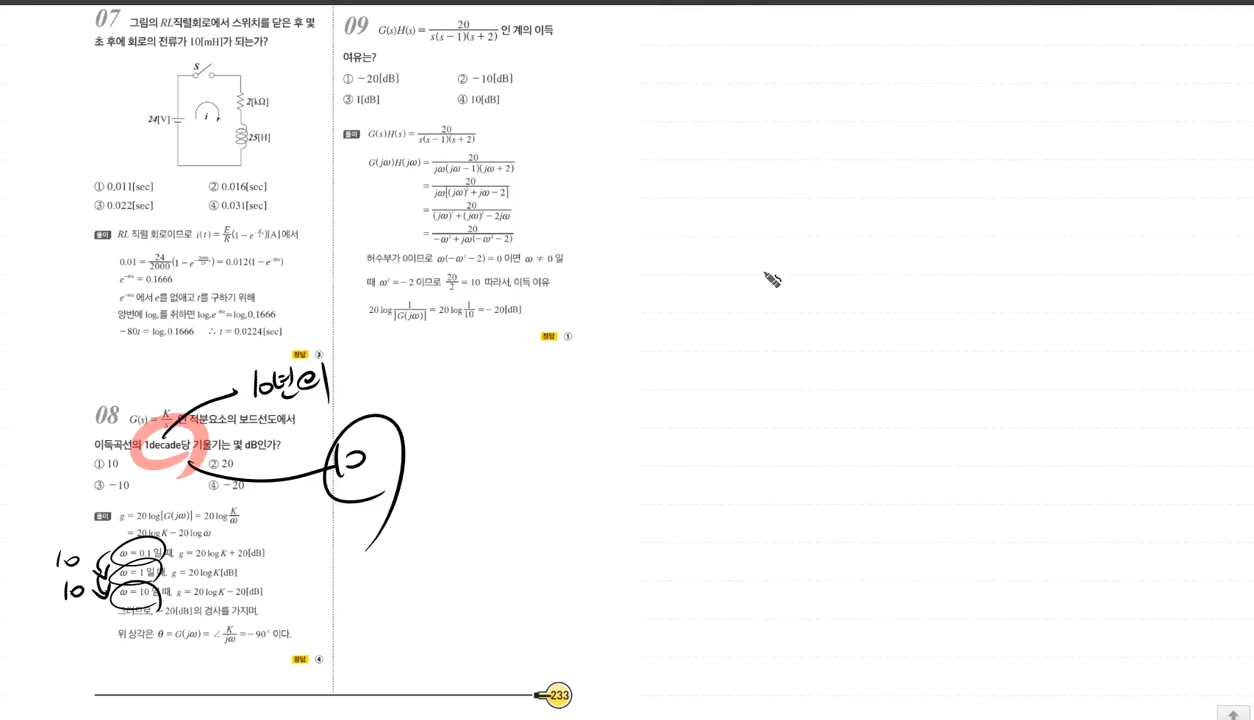 07 그림의 RL직렬회로에서 스위치를 닫은 후 몇
초 후에 회로의 전류가 10[mH]가 되는가?
S
2[kΩ]
24[V]
i
25[H]
① 0.011[sec] ② 0.016[sec]
③ 0.022[sec] ④ 0.031[sec]
풀이 RL 직렬 회로이므로 i(t) = E/R(1 − e^(−R/L t))[A]에서
0.01 = 24/2000(1 − e^(−2000/25 t)) = 0.012(1 − e^(−80t))
e^(−80t) = 0.1666
e^(−80t) 에서 e를 없애고 t를 구하기 위해
양변에 logₑ를 취하면 logₑe^(−80t) = logₑ0.1666
−80t = logₑ0.1666 ∴ t = 0.0224[sec]
정답 ③
10년의
08 G(s) = K/s 인 적분요소의 보드선도에서
이득곡선의 1decade당 기울기는 몇 dB인가?
① 10 ② 20
③ −10 ④ −20
10
풀이 g = 20 log|G(jω)| = 20 log K/ω
= 20 log K − 20 log ω
ω = 0.1 일 때, g = 20 log K + 20[dB]
10
ω = 1 일 때, g = 20 log K[dB]
10
ω = 10 일 때, g = 20 log K − 20[dB]
그러므로, −20[dB]의 경사를 가지며,
위 상각은 θ = G(jω) = ∠ K/jω = −90° 이다.
정답 ④
09 G(s)H(s) = 20/s(s − 1)(s + 2) 인 계의 이득
여유는?
① −20[dB] ② −10[dB]
③ 1[dB] ④ 10[dB]
풀이 G(s)H(s) = 20/s(s − 1)(s + 2)
G(jω)H(jω) = 20/jω(jω − 1)(jω + 2)
= 20/jω[(jω)² + jω − 2]
= 20/(jω)³ + (jω)² − 2jω
= 20/−ω² + jω(−ω² − 2)
허수부가 0이므로 ω(−ω² − 2) = 0 이면 ω ≠ 0 일
때 ω² = −2 이므로 20/2 = 10 따라서, 이득 여유
20 log 1/|G(jω)| = 20 log 1/10 = −20[dB]
정답 ①
233